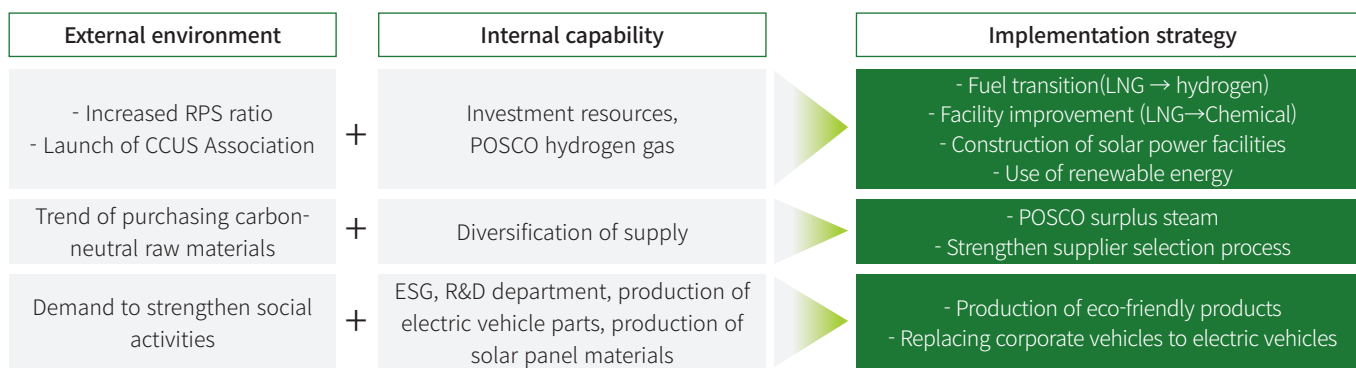 External environment
Internal capability
Implementation strategy
- Increased RPS ratio
- Launch of CCUS Association
+
Investment resources,
POSCO hydrogen gas
- Fuel transition(LNG → hydrogen)
- Facility improvement (LNG→Chemical)
- Construction of solar power facilities
- Use of renewable energy
Trend of purchasing carbon-
neutral raw materials
+
Diversification of supply
- POSCO surplus steam
- Strengthen supplier selection process
Demand to strengthen social
activities
+
ESG, R&D department, production of
electric vehicle parts, production of
solar panel materials
- Production of eco-friendly products
- Replacing corporate vehicles to electric vehicles